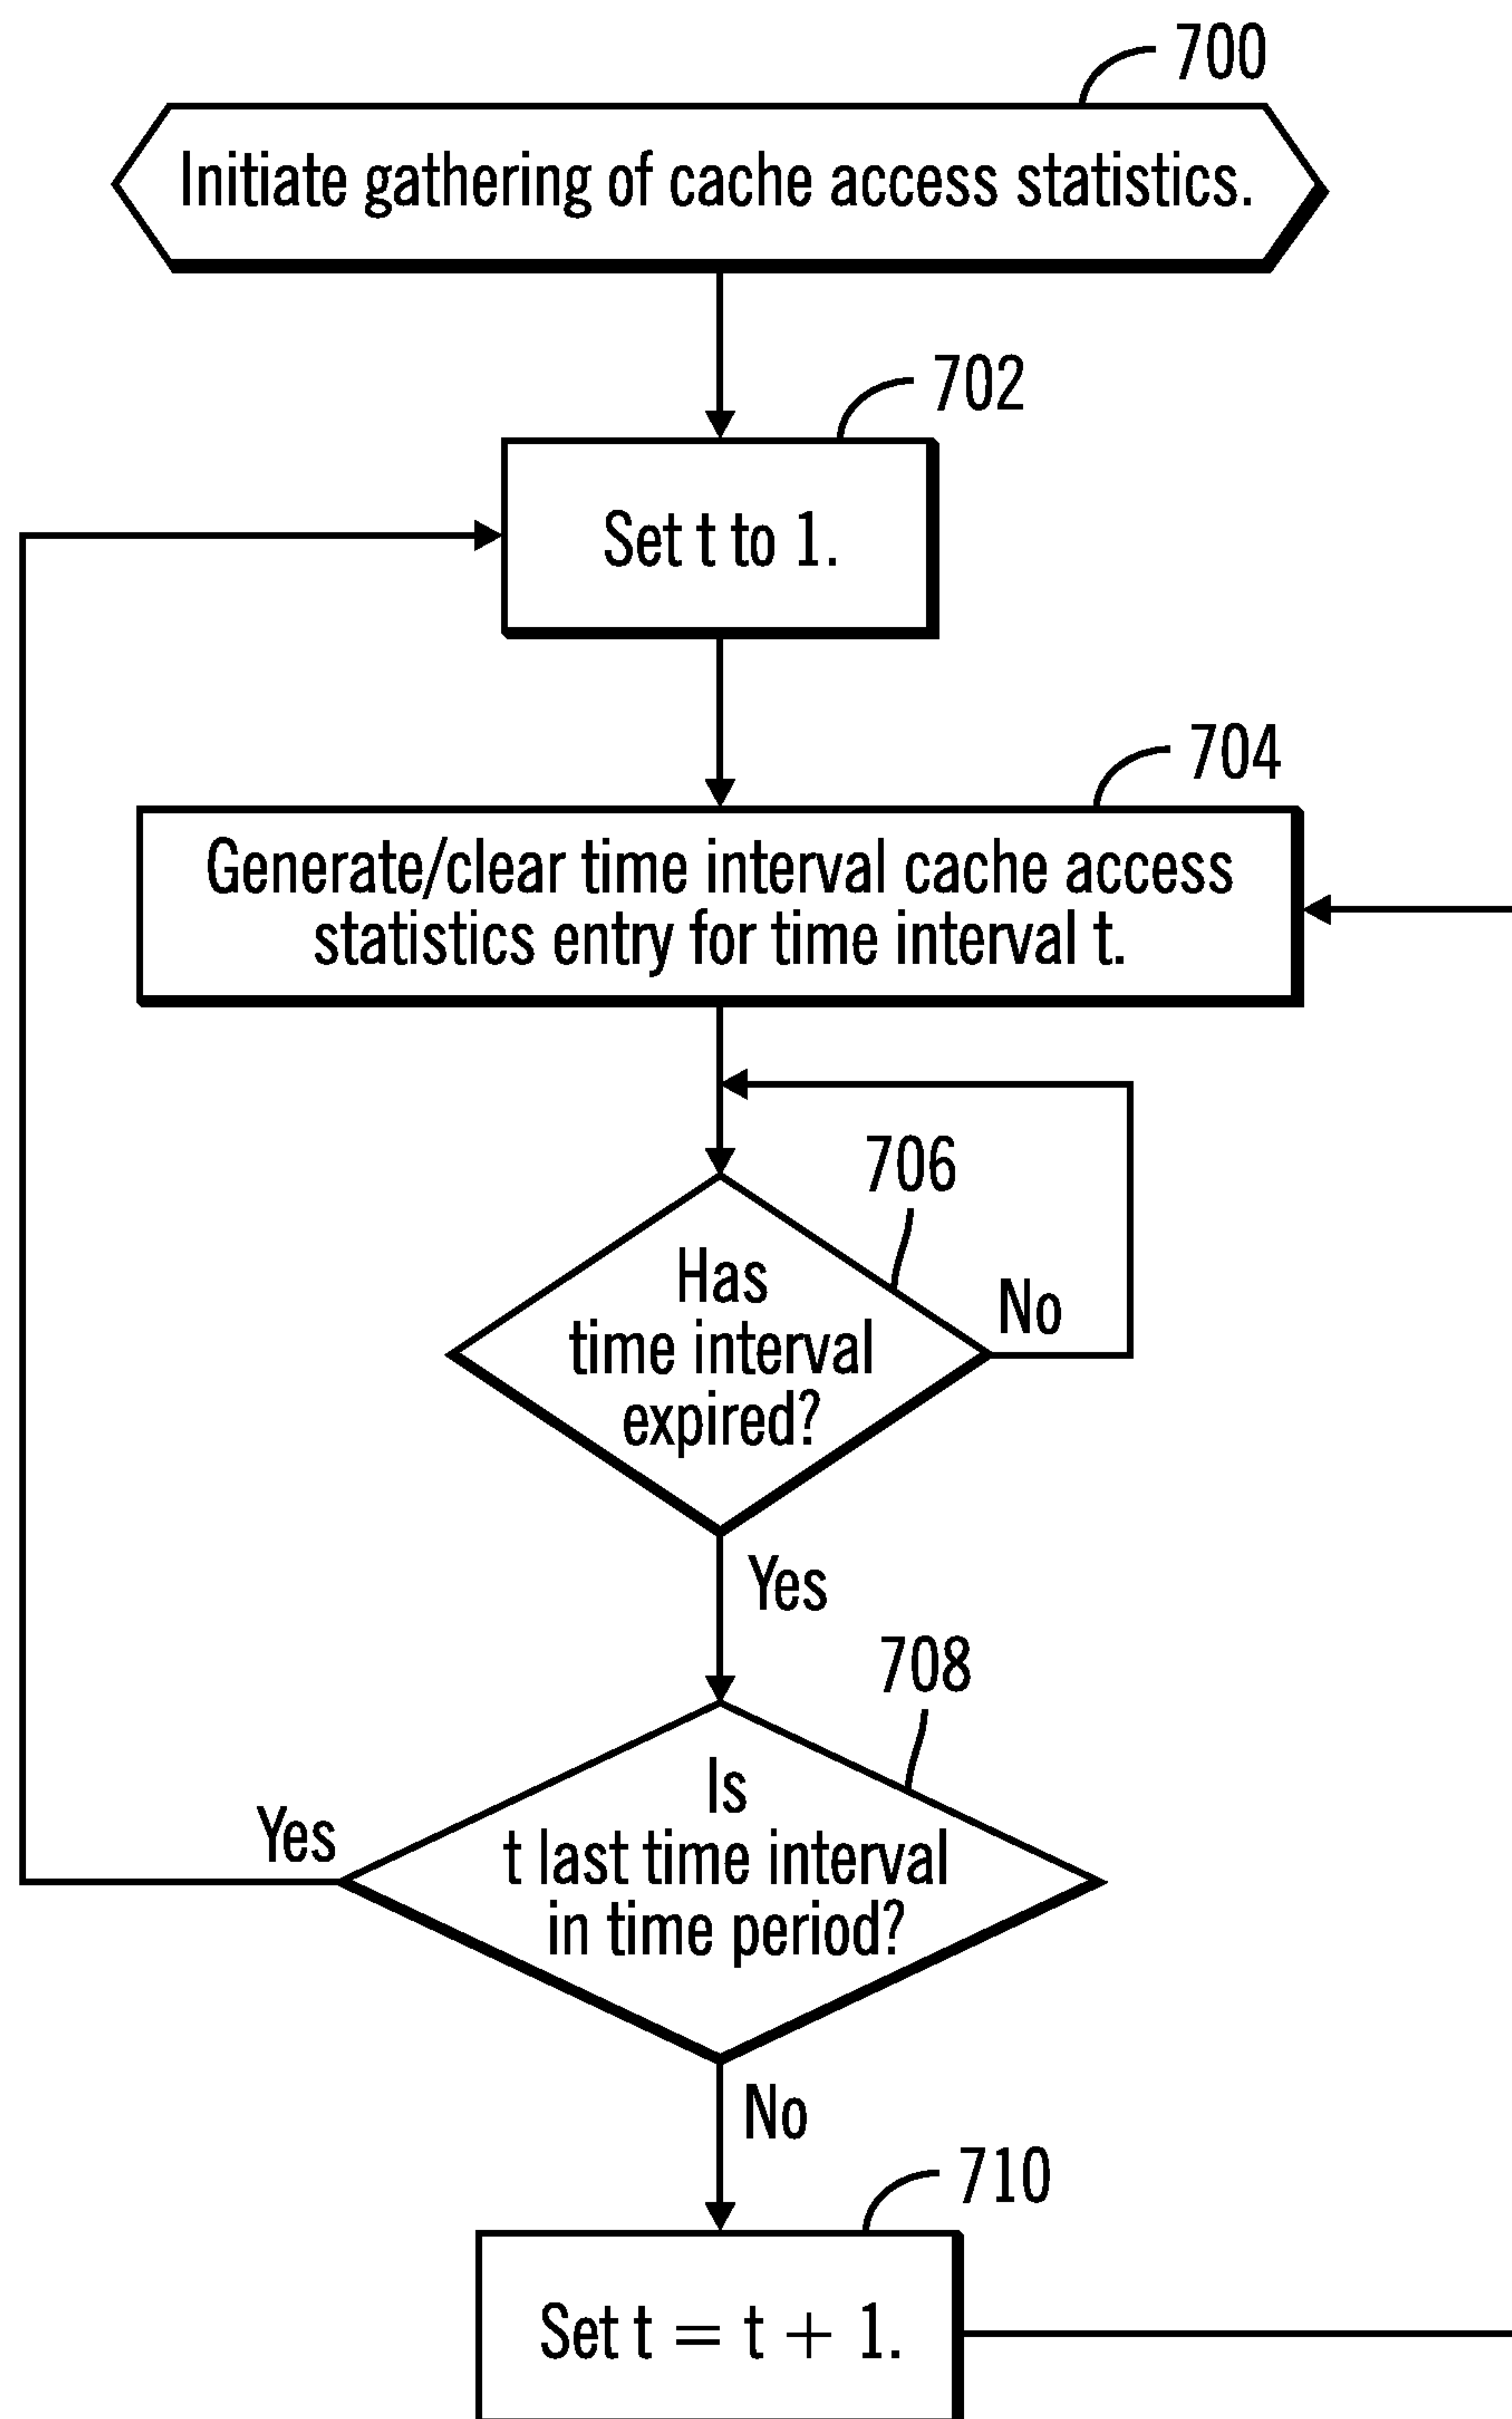 700
Initiate gathering of cache access statistics.
702
Set t to 1.
704
Generate/clear time interval cache access
statistics entry for time interval t.
706
Has
time interval
expired?
No
Yes
708
Is
t last time interval
in time period?
Yes
No
710
Set t = t + 1.